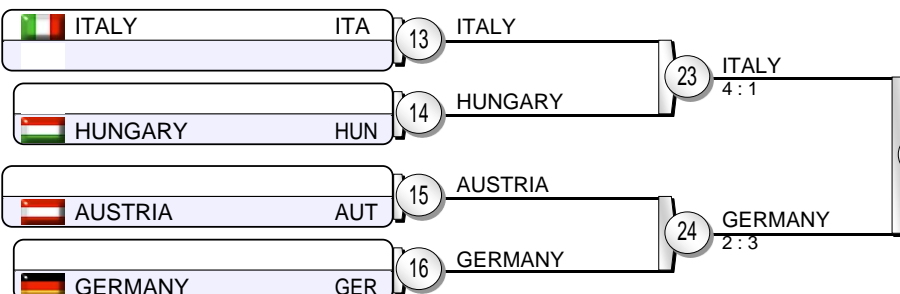 ITALY ITA
13
ITALY
23
ITALY
4 : 1
HUNGARY
14
HUNGARY HUN
AUSTRIA
15
AUSTRIA AUT
24
GERMANY
2 : 3
GERMANY
16
GERMANY GER